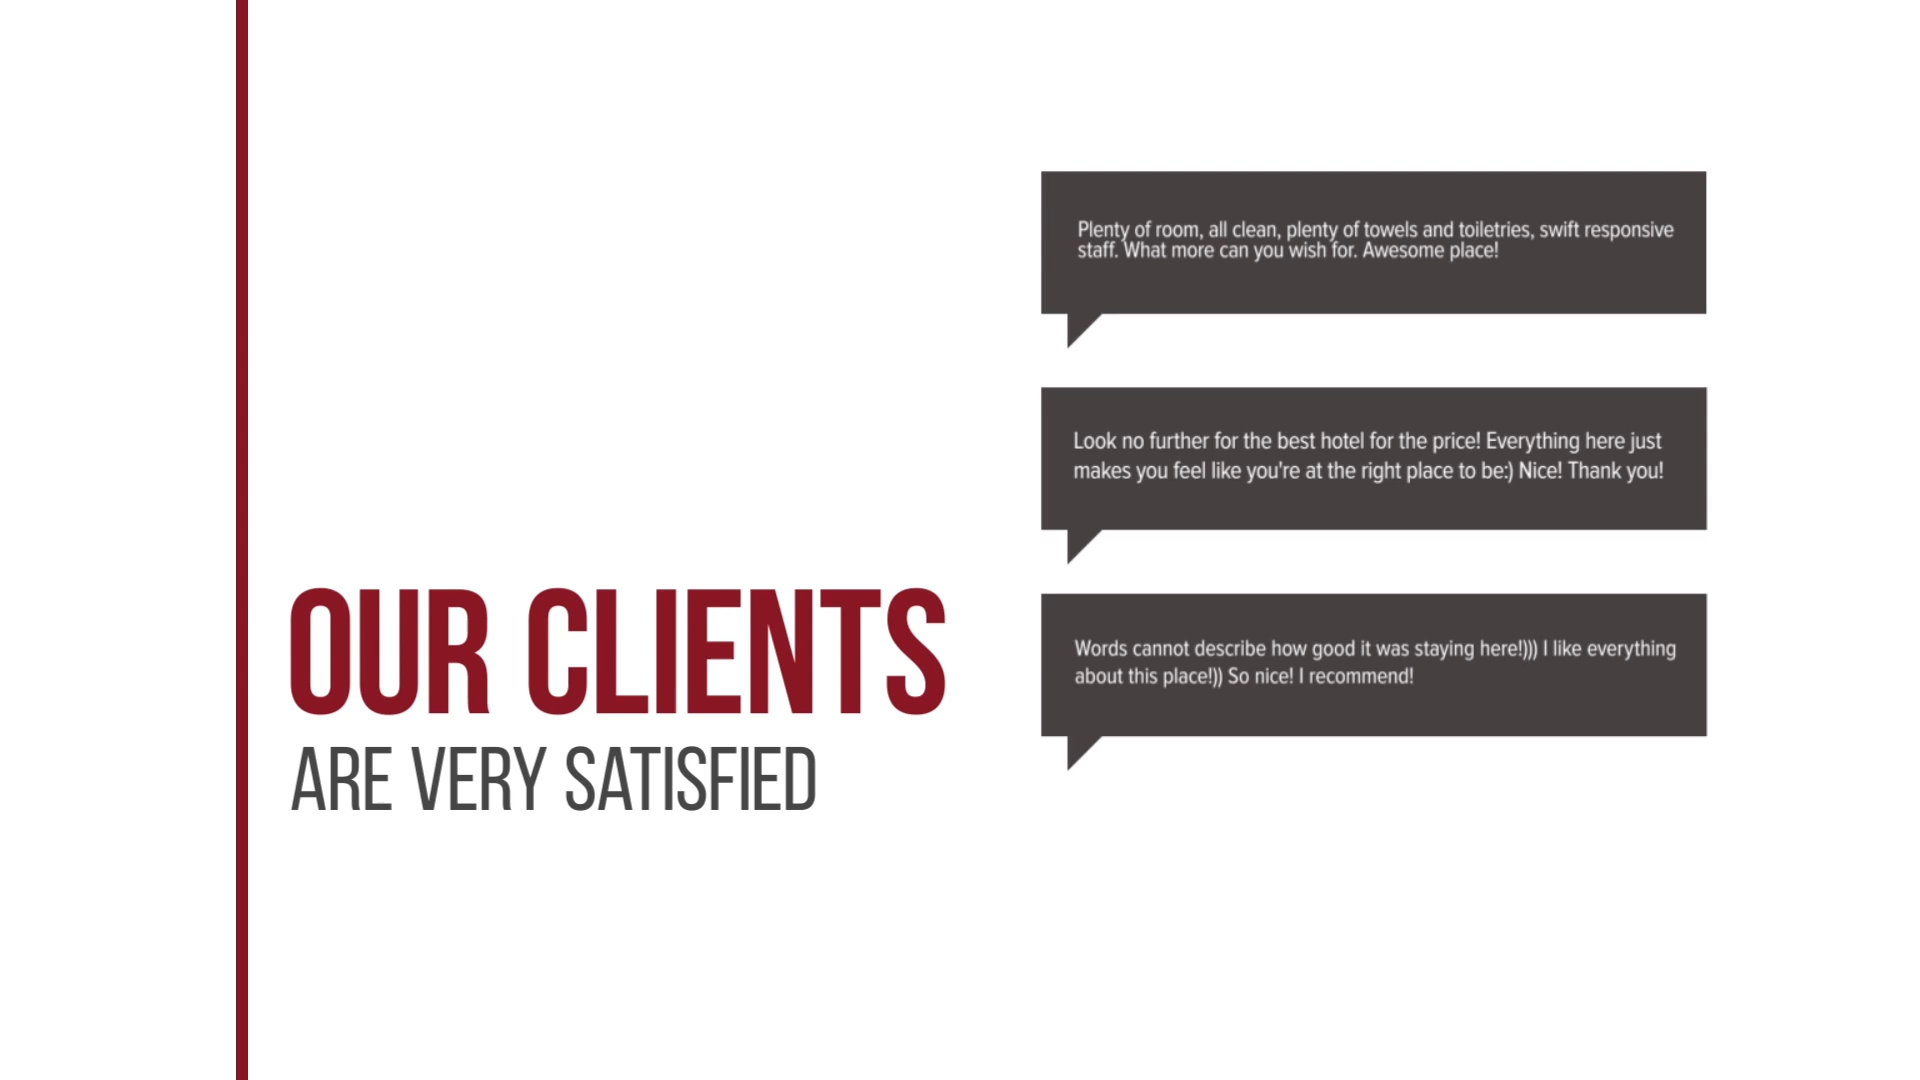 OUR CLIENTS
ARE VERY SATISFIED
Plenty of room, all clean, plenty of towels and toiletries, swift responsive
staff. What more can you wish for. Awesome place!
Look no further for the best hotel for the price! Everything here just
makes you feel like you're at the right place to be:) Nice! Thank you!
Words cannot describe how good it was staying here!))) I like everything
about this place!)) So nice! I recommend!